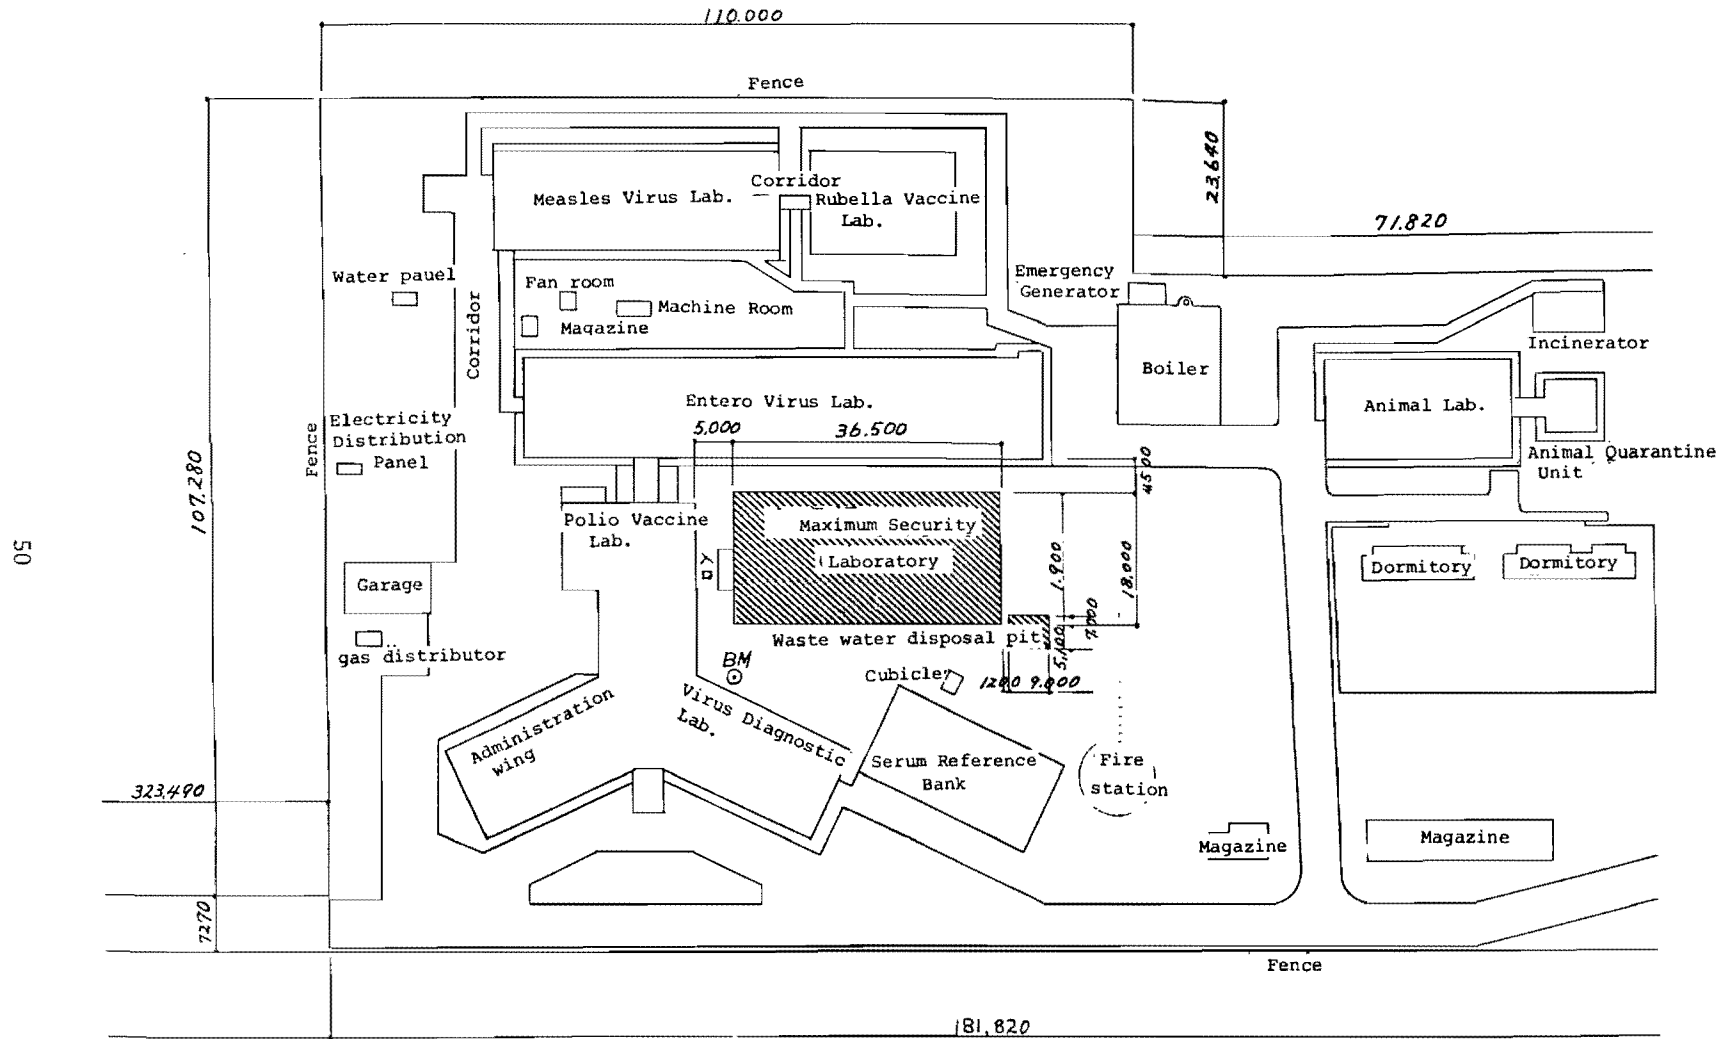 110.000
Fence
23,640
71.820
Measles Virus Lab.
Corridor
Rubella Vaccine
Lab.
Water pauel
Fan room
Machine Room
Magazine
Emergency
Generator
Corridor
Boiler
Incinerator
Entero Virus Lab.
Animal Lab.
Animal Quarantine
Unit
Electricity
Distribution
Panel
Fence
107.280
5,000
36.500
4500
Polio Vaccine
Lab.
Maximum Security
Laboratory
1.900
18.000
Dormitory
Dormitory
50
Garage
gas distributor
Waste water disposal pit
5,100
7.000
BM
Cubicle
1200
9.000
Administration
wing
Virus Diagnostic
Lab.
Serum Reference
Bank
Fire
station
323,490
Magazine
Magazine
7270
Fence
181,820